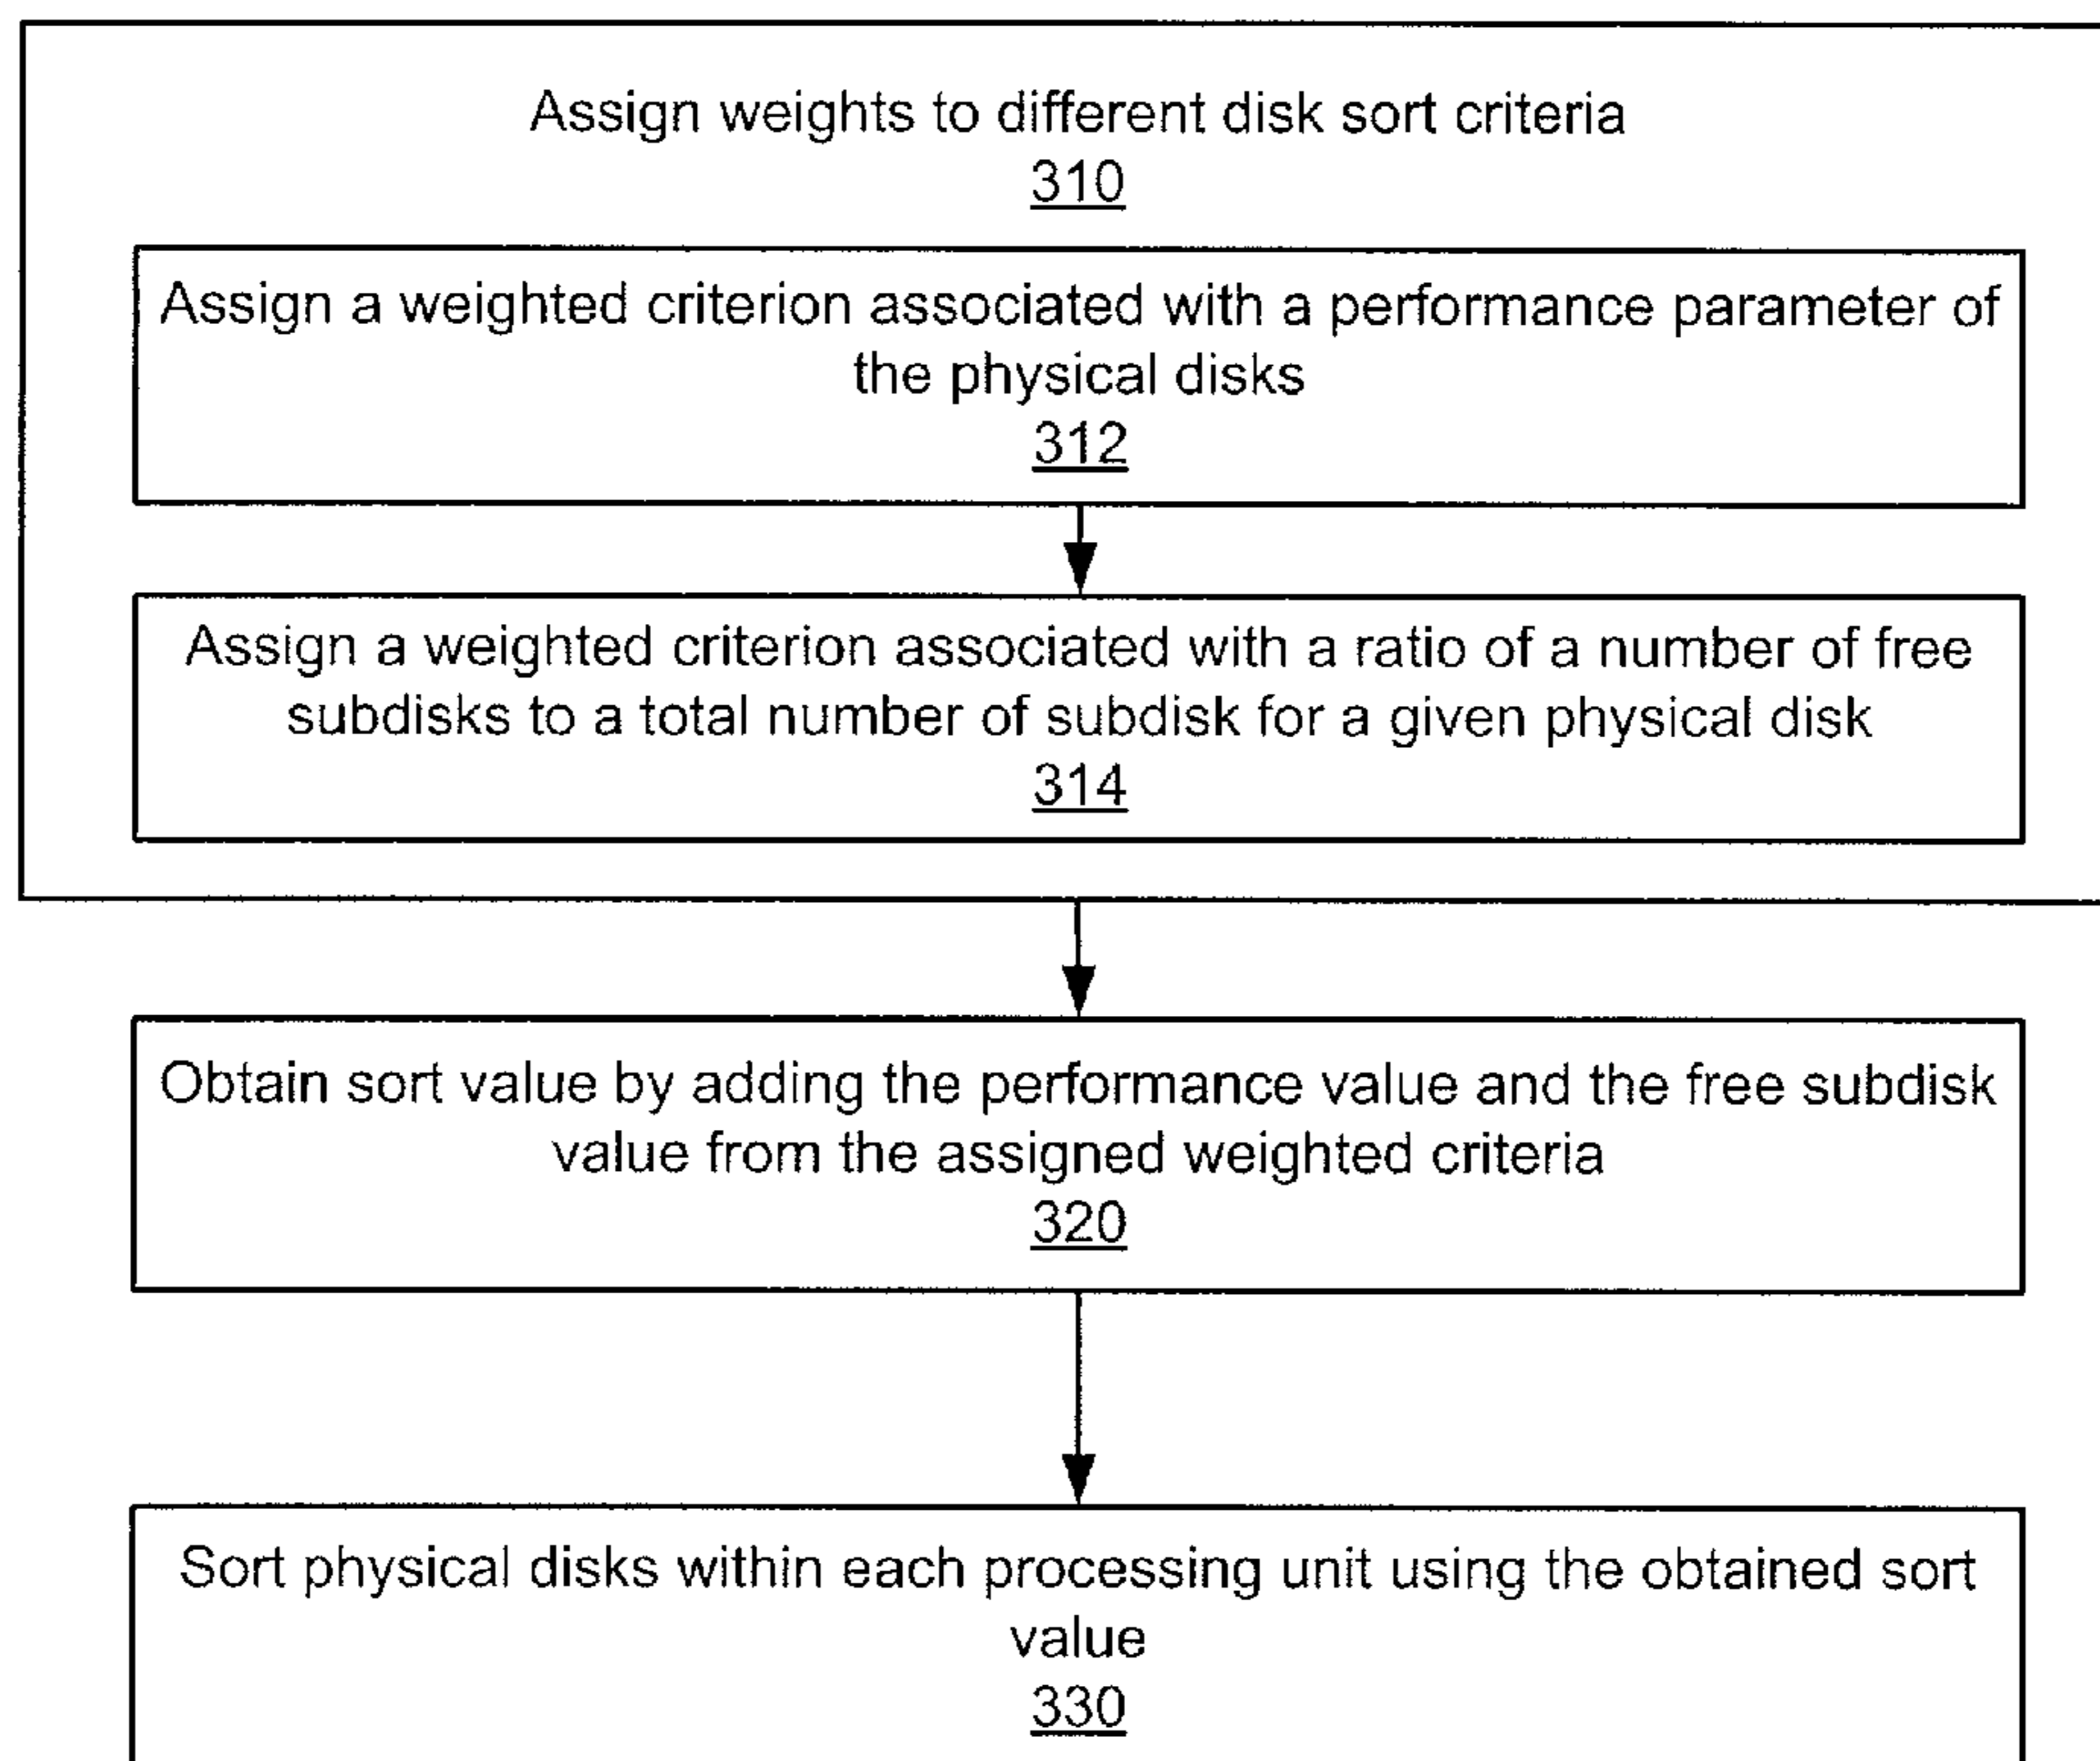 Assign weights to different disk sort criteria
310
Assign a weighted criterion associated with a performance parameter of
the physical disks
312
Assign a weighted criterion associated with a ratio of a number of free
subdisks to a total number of subdisk for a given physical disk
314
Obtain sort value by adding the performance value and the free subdisk
value from the assigned weighted criteria
320
Sort physical disks within each processing unit using the obtained sort
value
330